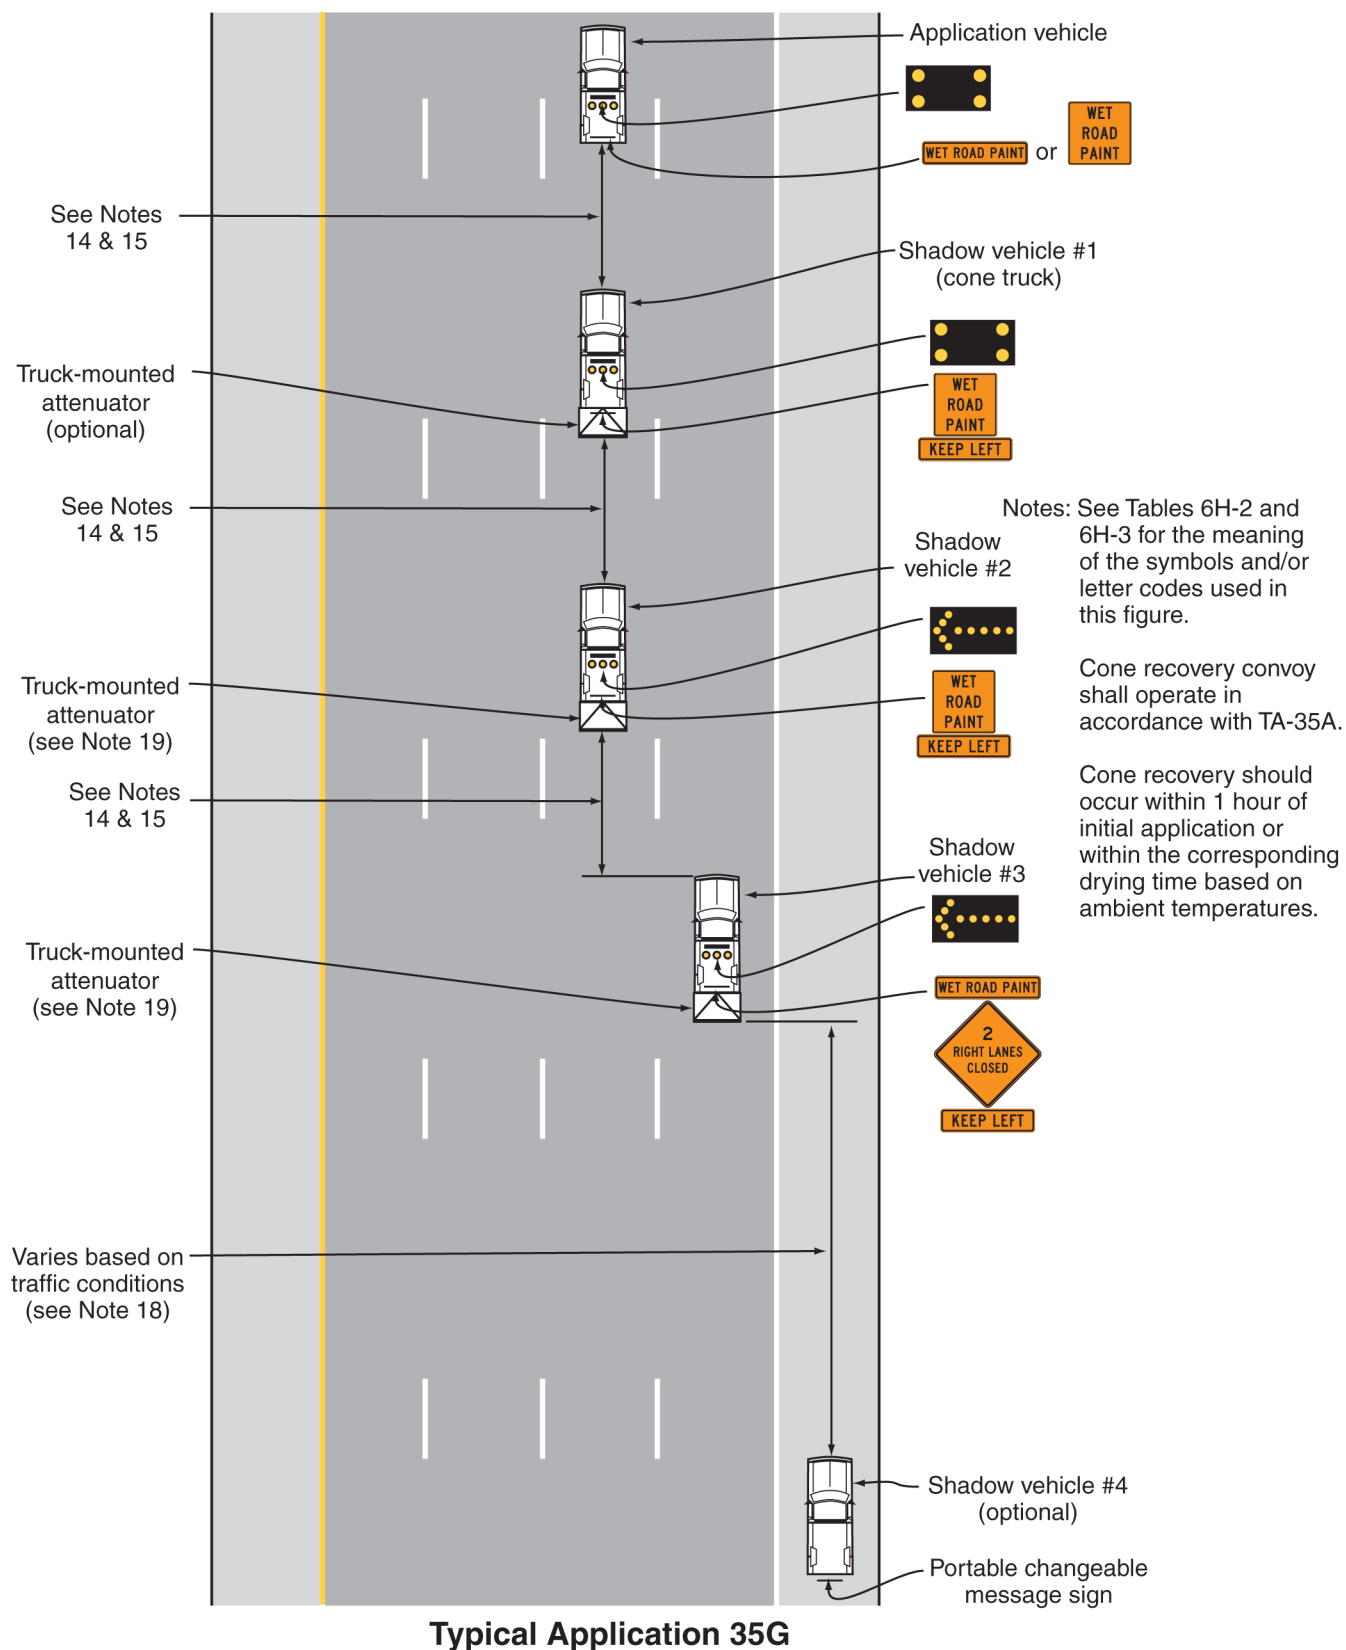 Application vehicle
WET
ROAD
PAINT
WET ROAD PAINT
or
See Notes
14 & 15
Shadow vehicle #1
(cone truck)
Truck-mounted
attenuator
(optional)
WET
ROAD
PAINT
KEEP LEFT
See Notes
14 & 15
Notes: See Tables 6H-2 and
6H-3 for the meaning
of the symbols and/or
letter codes used in
this figure.
Cone recovery convoy
shall operate in
accordance with TA-35A.
Cone recovery should
occur within 1 hour of
initial application or
within the corresponding
drying time based on
ambient temperatures.
Shadow
vehicle #2
Truck-mounted
attenuator
(see Note 19)
WET
ROAD
PAINT
KEEP LEFT
See Notes
14 & 15
Shadow
vehicle #3
Truck-mounted
attenuator
(see Note 19)
WET ROAD PAINT
2
RIGHT LANES
CLOSED
KEEP LEFT
Varies based on
traffic conditions
(see Note 18)
Shadow vehicle #4
(optional)
Portable changeable
message sign
Typical Application 35G